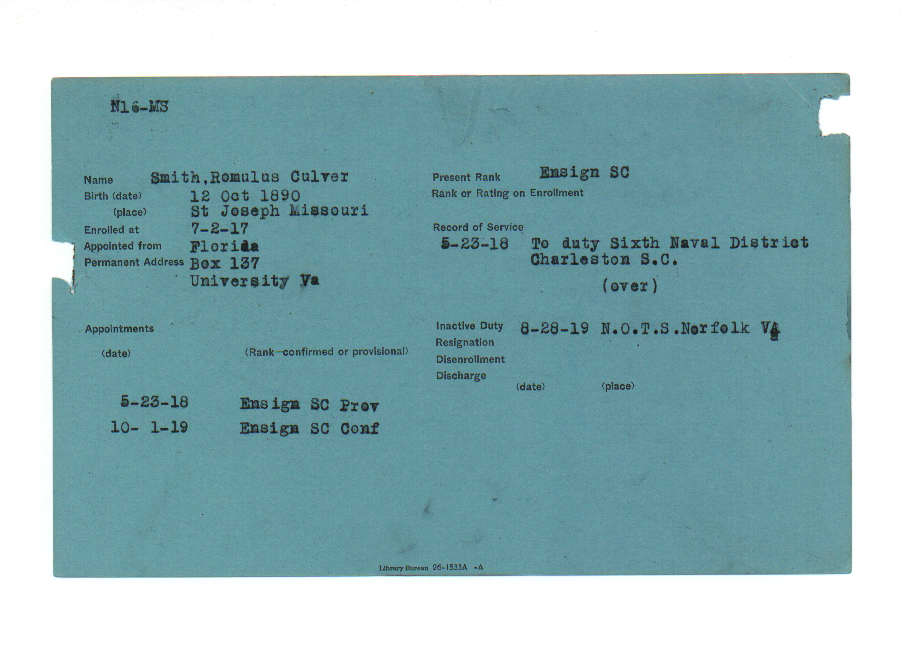 N16-MS
Name Smith,Romulus Culver
Birth (date) 12 Oct 1890
(place) St Joseph Missouri
Enrolled at 7-2-17
Appointed from Florida
Permanent Address Box 137
University Va
Present Rank Ensign SC
Rank or Rating on Enrollment
Record of Service
5-23-18 To duty Sixth Naval District
Charleston S.C.
(over)
Appointments
(date) (Rank—confirmed or provisional)
5-23-18 Ensign SC Prov
10- 1-19 Ensign SC Conf
Inactive Duty 8-28-19 N.O.T.S.Norfolk Va
Resignation
Disenrollment
Discharge
(date) (place)
Library Bureau 26-1533A -A